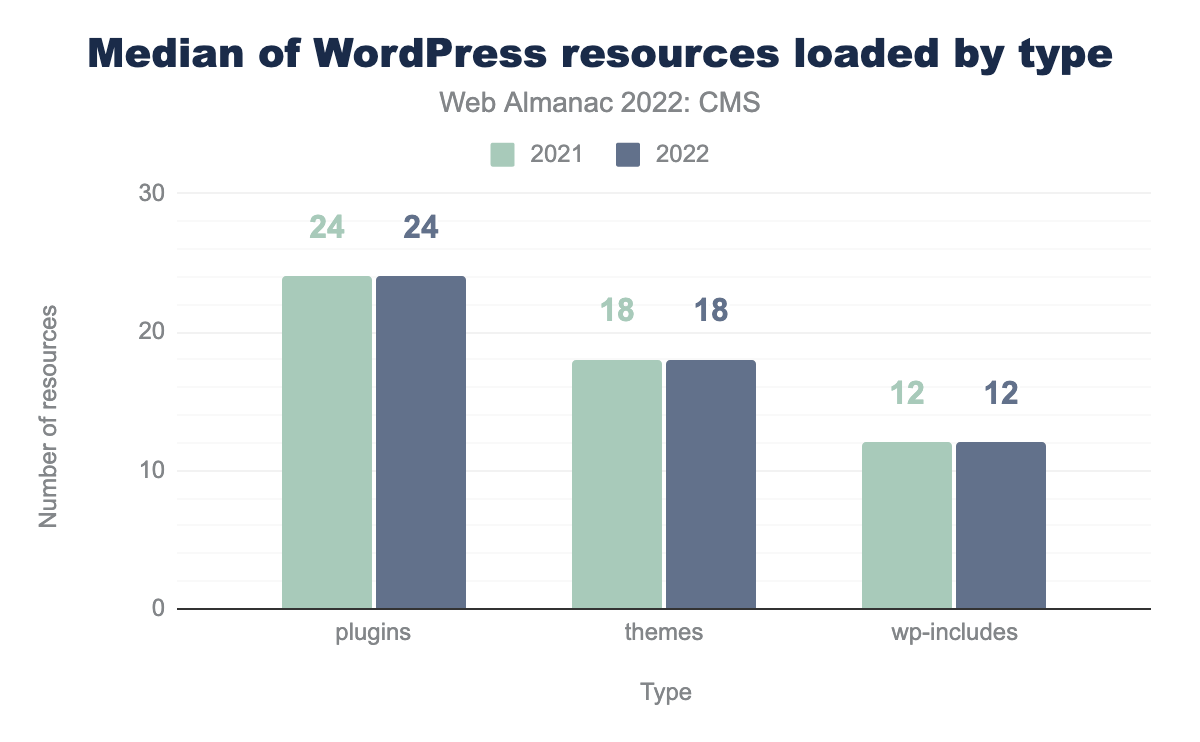 Median of WordPress resources loaded by type
Web Almanac 2022: CMS
2021 2022
30
24 24
18 18
20
12 12
10
0
Number of resources
plugins themes wp-includes
Type